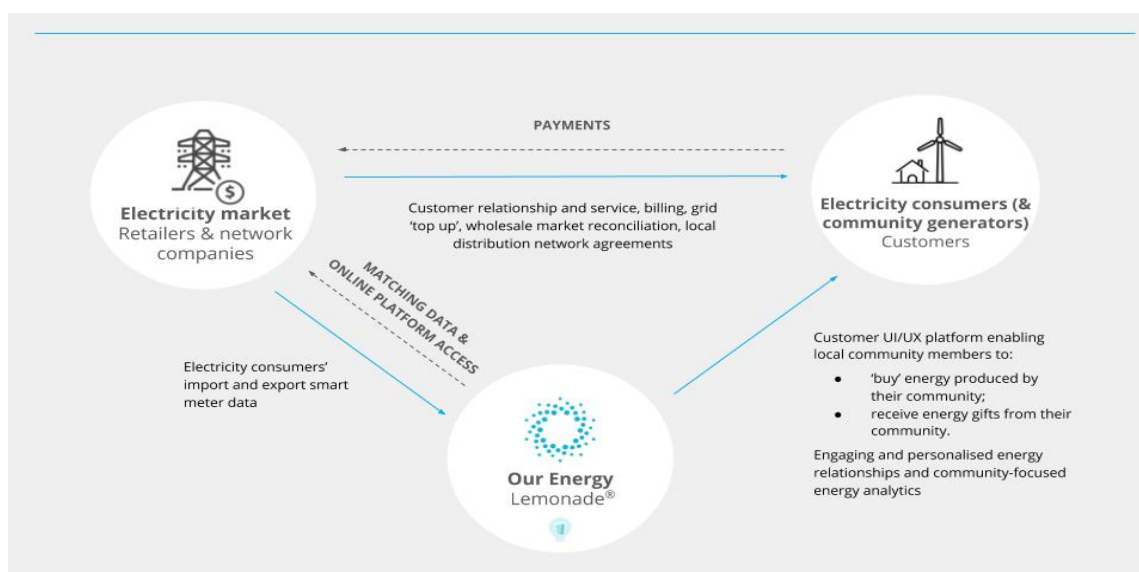 PAYMENTS
$
Electricity market
Retailers & network
companies
Customer relationship and service, billing, grid
‘top up’, wholesale market reconciliation, local
distribution network agreements
Electricity consumers (&
community generators)
Customers
MATCHING DATA &
ONLINE PLATFORM ACCESS
Electricity consumers’
import and export smart
meter data
Our Energy
Lemonade®
Customer UI/UX platform enabling
local community members to:
● ‘buy’ energy produced by
their community;
● receive energy gifts from their
community.
Engaging and personalised energy
relationships and community-focused
energy analytics